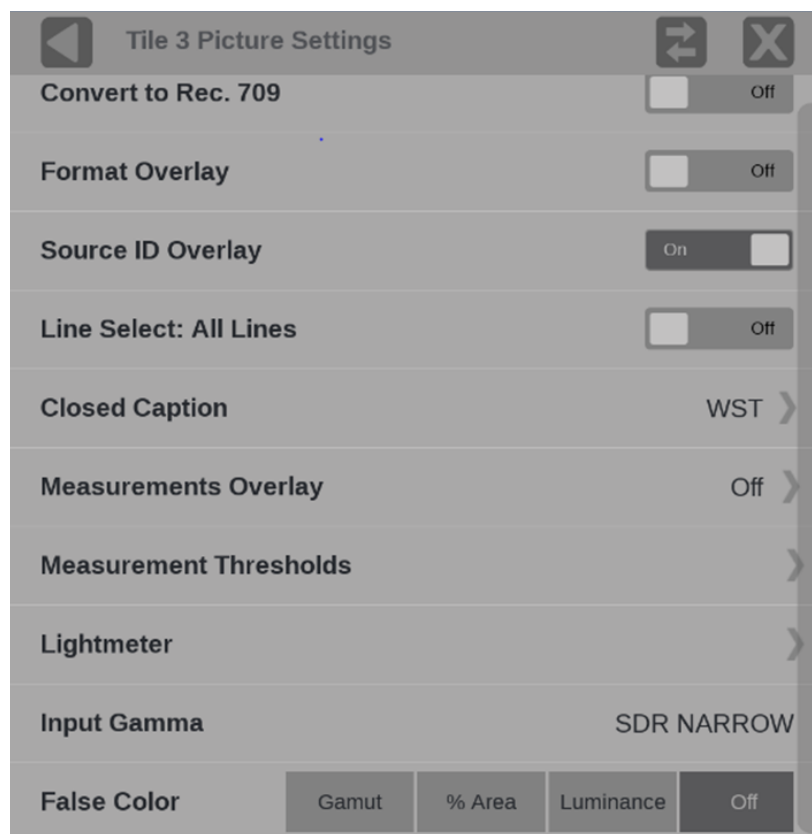 Tile 3 Picture Settings
Convert to Rec. 709 Off
Format Overlay Off
Source ID Overlay On
Line Select: All Lines Off
Closed Caption WST
Measurements Overlay Off
Measurement Thresholds
Lightmeter
Input Gamma SDR NARROW
False Color Gamut % Area Luminance Off